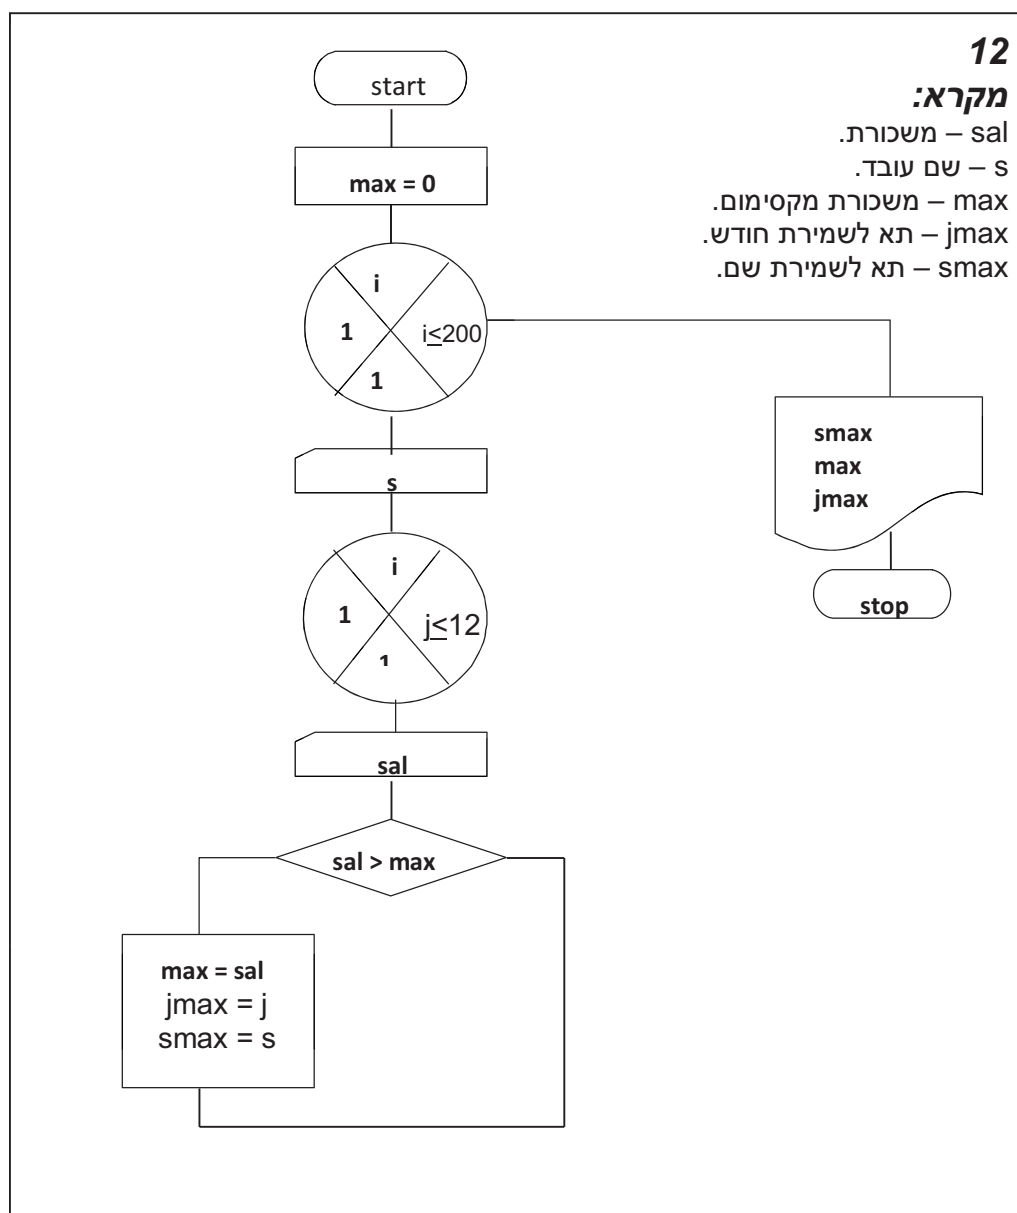 12
מקרא:
sal – משכורת.
s – שם עובד.
max – משכורת מקסימום.
jmax – תא לשמירת חודש.
smax – תא לשמירת שם.
start
max = 0
i
1
i≤200
1
s
i
1
j≤12
1
sal
sal > max
max = sal
jmax = j
smax = s
smax
max
jmax
stop